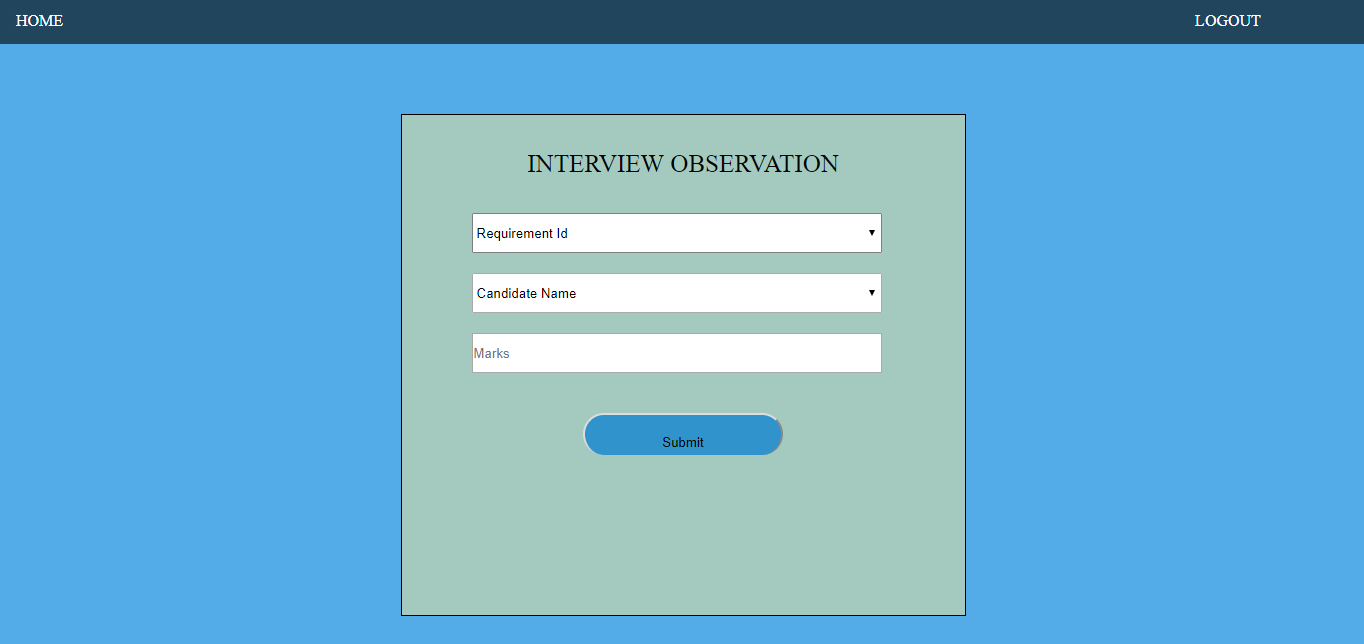 HOME LOGOUT
INTERVIEW OBSERVATION
Requirement Id
Candidate Name
Marks
Submit